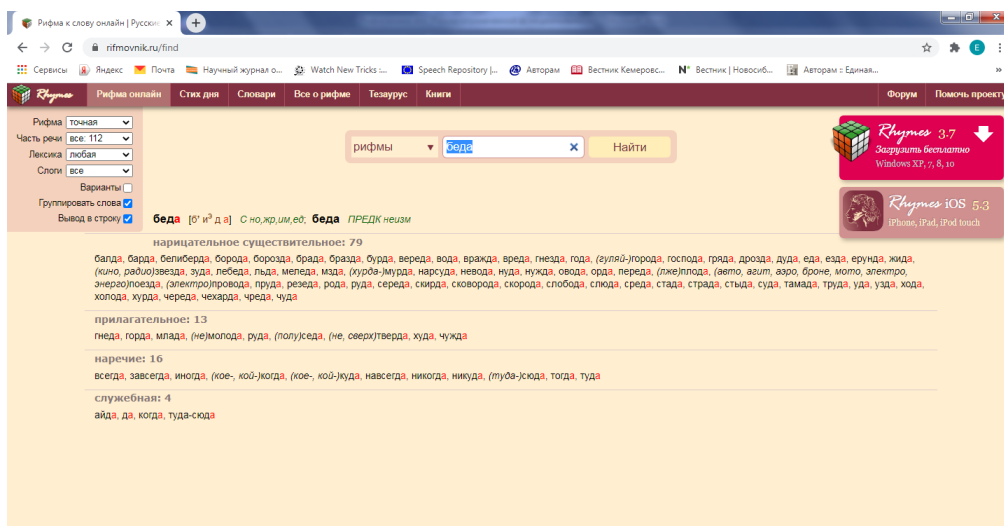 Рифма к слову онлайн | Русские
rifmovnik.ru/find
Сервисы Яндекс Почта Научный журнал о... Watch New Tricks :... Speech Repository |... Авторам Вестник Кемеровс... Вестник | Новосиб... Авторам :: Единая... »
Rhymes Рифма онлайн Стих дня Словари Все о рифме Тезаурус Книги Форум Помочь проекту
Рифма точная
Часть речи все: 112
Лексика любая
Слоги все
Варианты
Группировать слова
Вывод в строку
рифмы беда Найти
Rhymes 3.7
Загрузить бесплатно
Windows XP, 7, 8, 10
Rhymes iOS 5.3
iPhone, iPad, iPod touch
беда [б' и³ д а] С но,жр,им,ед; беда ПРЕДК неизм
нарицательное существительное: 79
балда, барда, белиберда, борода, борозда, брада, бразда, бурда, вереда, вода, вражда, вреда, гнезда, года, (гуляй-)города, господа, гряда, дрозда, дуда, еда, езда, ерунда, жида,
(кино, радио)звезда, зуда, лебеда, льда, меледа, мзда, (хурда-)мурда, нарсуда, невода, нуда, нужда, овода, орда, переда, (лже)плода, (авто, агит, аэро, броне, мото, электро,
энерго)поезда, (электро)провода, пруда, резеда, рода, руда, середа, скирда, сковорода, скорода, слобода, слюда, среда, стада, страда, стыда, суда, тамада, труда, уда, узда, хода,
холода, хурда, череда, чехарда, чреда, чуда
прилагательное: 13
гнеда, горда, млада, (не)молода, руда, (полу)седа, (не, сверх)тверда, худа, чужда
наречие: 16
всегда, завсегда, иногда, (кое-, кой-)когда, (кое-, кой-)куда, навсегда, никогда, никуда, (туда-)сюда, тогда, туда
служебная: 4
айда, да, когда, туда-сюда